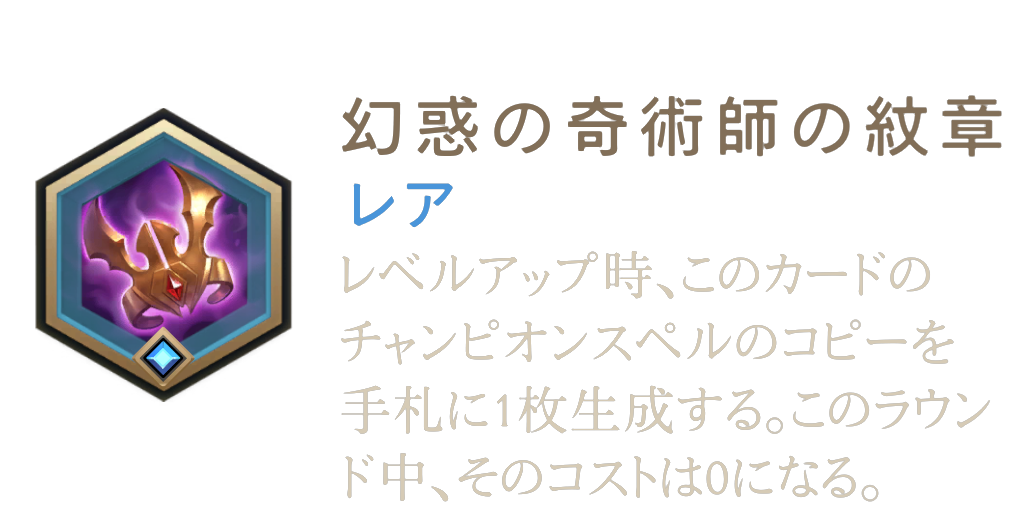 幻惑の奇術師の紋章
レア
レベルアップ時、このカードの
チャンピオンスペルのコピーを
手札に1枚生成する。このラウン
ド中、そのコストは0になる。